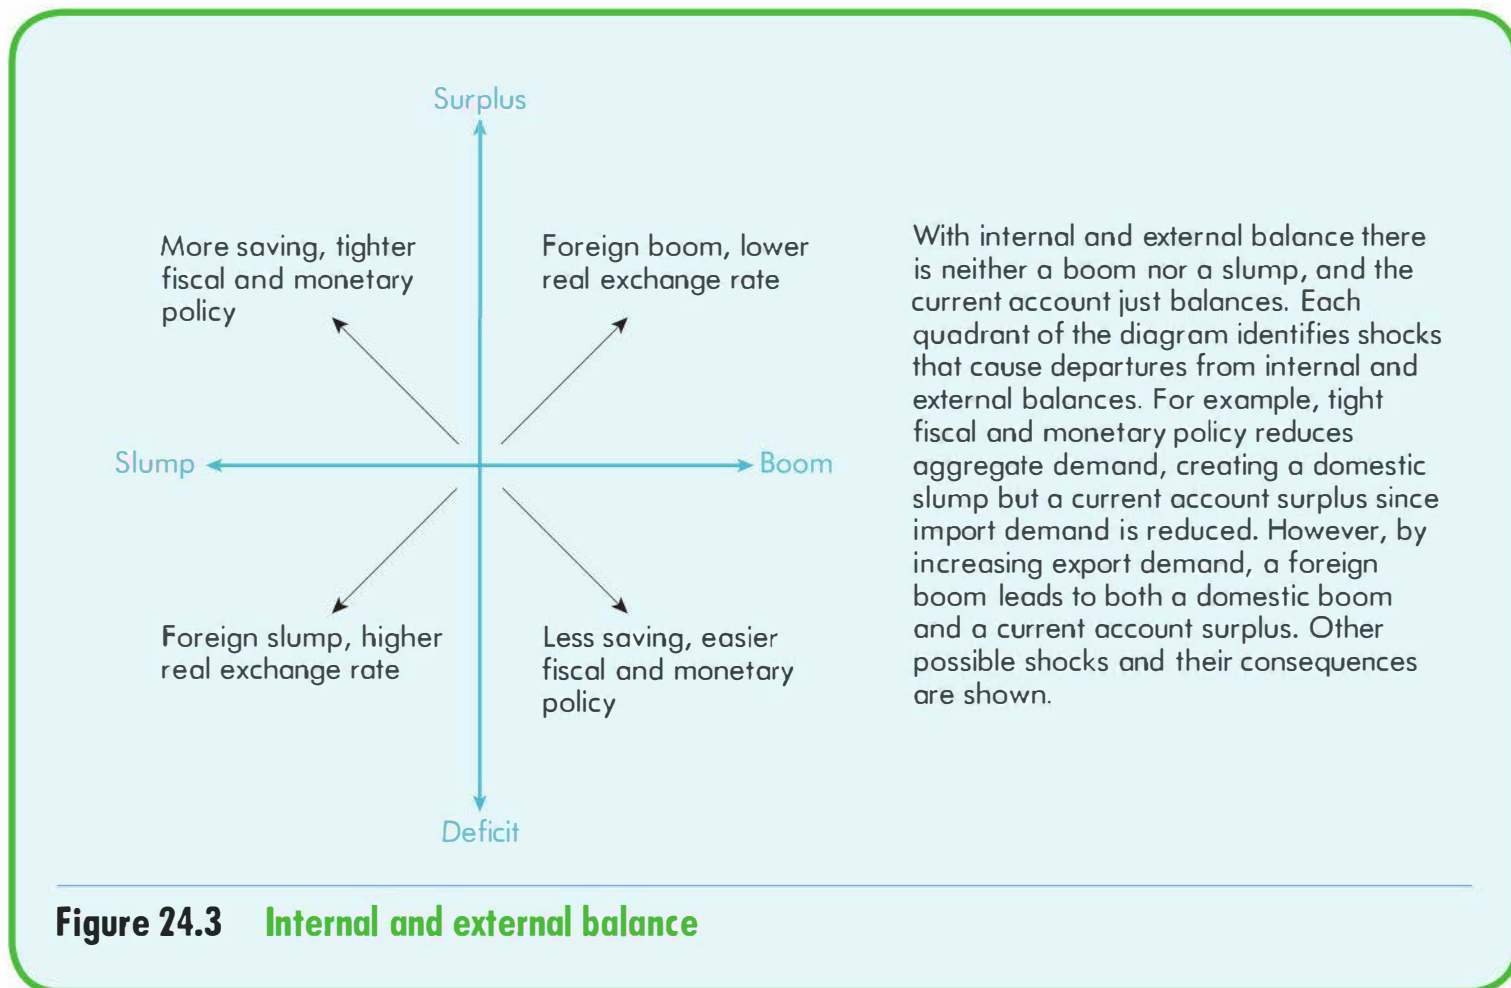 Surplus
More saving, tighter
fiscal and monetary
policy
Foreign boom, lower
real exchange rate
Slump
Boom
Foreign slump, higher
real exchange rate
Less saving, easier
fiscal and monetary
policy
Deficit
With internal and external balance there
is neither a boom nor a slump, and the
current account just balances. Each
quadrant of the diagram identifies shocks
that cause departures from internal and
external balances. For example, tight
fiscal and monetary policy reduces
aggregate demand, creating a domestic
slump but a current account surplus since
import demand is reduced. However, by
increasing export demand, a foreign
boom leads to both a domestic boom
and a current account surplus. Other
possible shocks and their consequences
are shown.
Figure 24.3 Internal and external balance